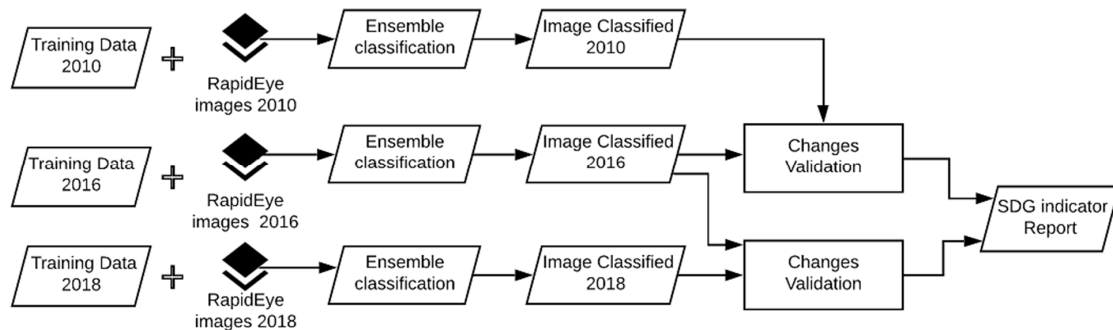 Training Data
2010
RapidEye
images 2010
Ensemble
classification
Image Classified
2010
Training Data
2016
RapidEye
images 2016
Ensemble
classification
Image Classified
2016
Changes
Validation
SDG indicator
Report
Training Data
2018
RapidEye
images 2018
Ensemble
classification
Image Classified
2018
Changes
Validation